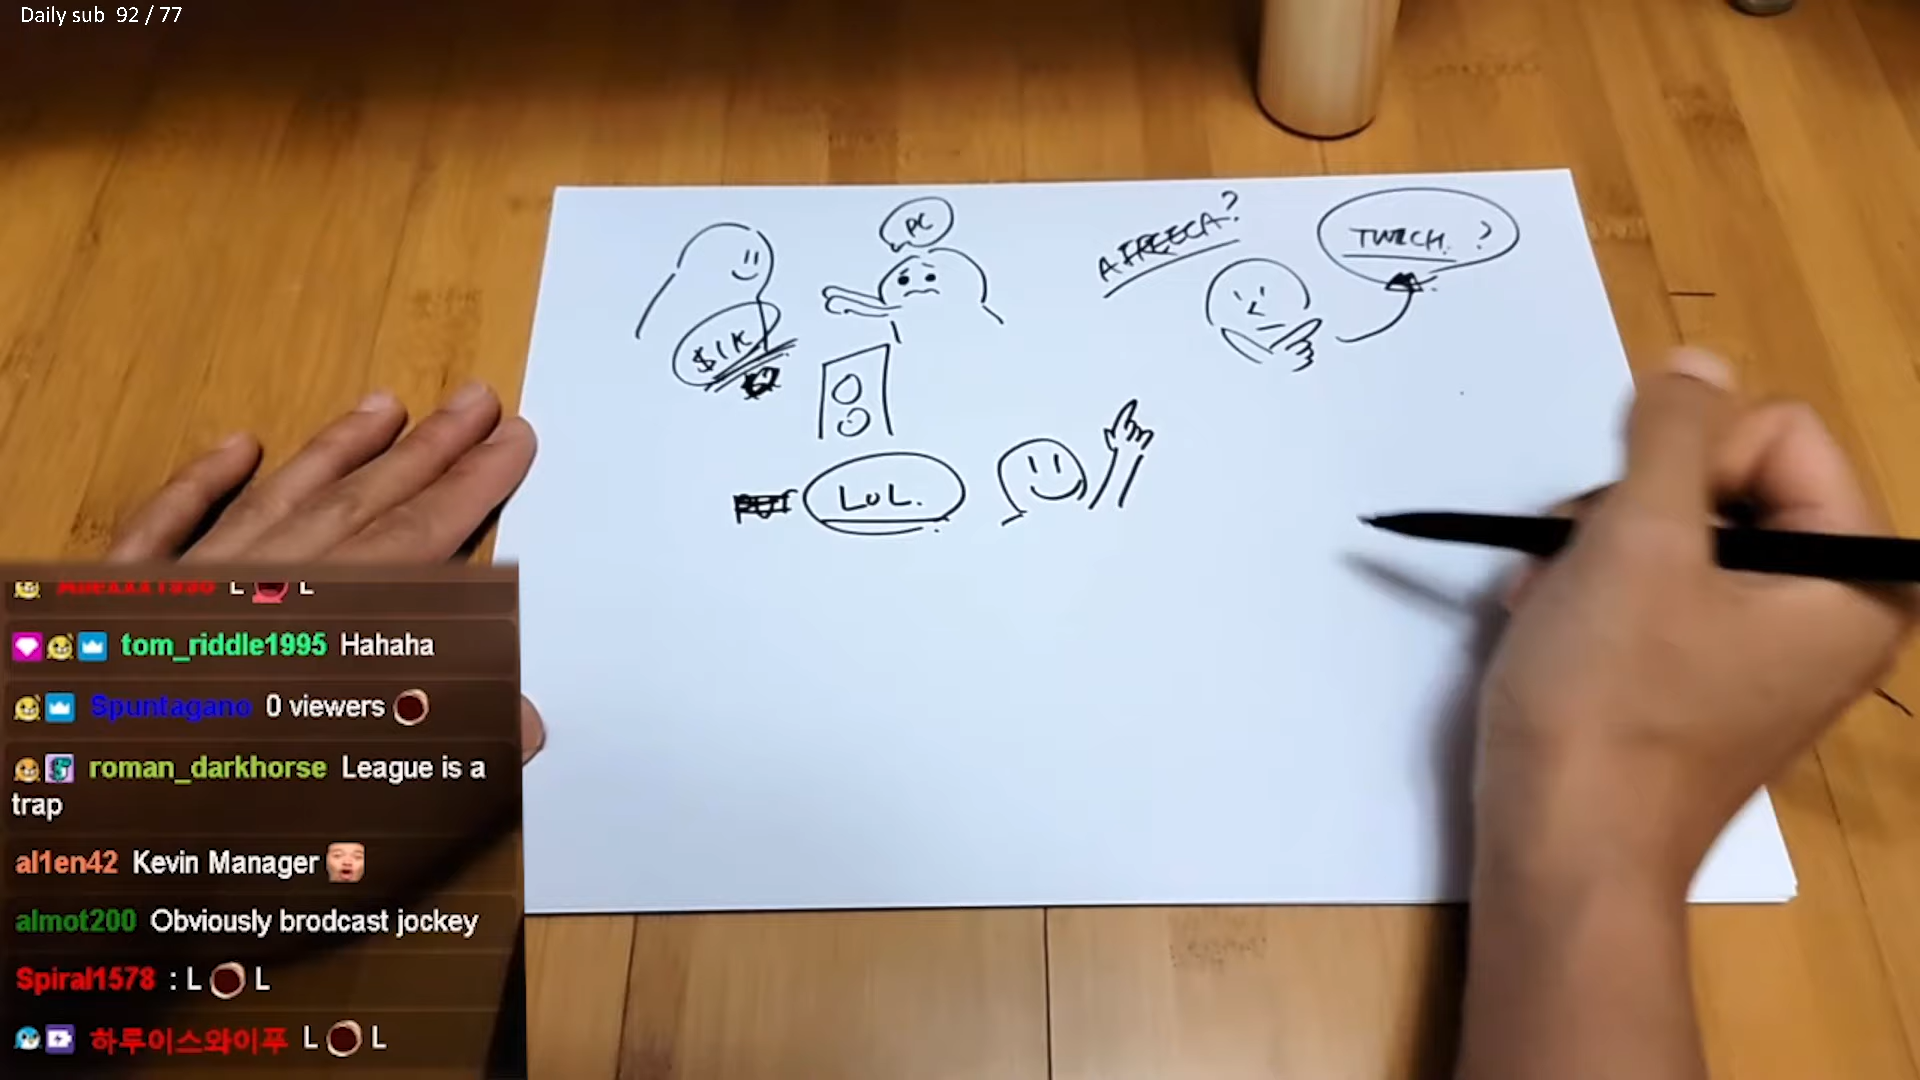 Daily sub 92 / 77
PC
AFREECA?
TWICH. ?
$1K
LOL.
L L
tom_riddle1995 Hahaha
Spuntagano 0 viewers
roman_darkhorse League is a
trap
al1en42 Kevin Manager
almot200 Obviously brodcast jockey
Spiral1578 : L L
하루이스와이푸 L L